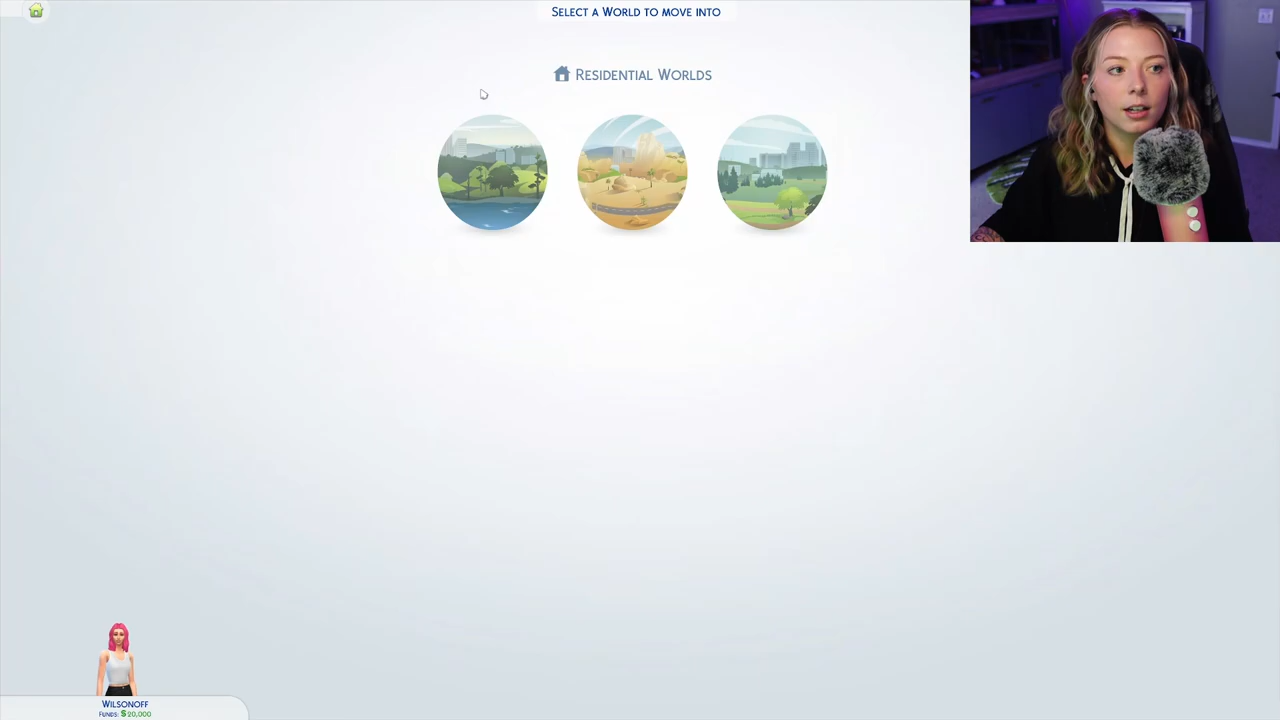 Select a World to move into
Residential Worlds
Wilsonoff
Funds: $20,000